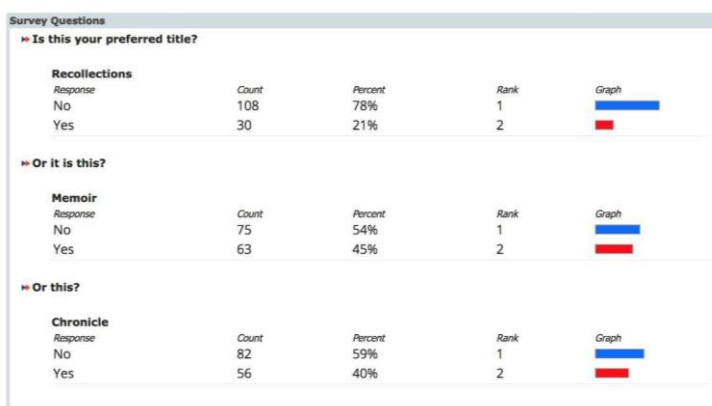 Survey Questions
Is this your preferred title?
Recollections
Response Count Percent Rank Graph
No 108 78% 1
Yes 30 21% 2
Or it is this?
Memoir
Response Count Percent Rank Graph
No 75 54% 1
Yes 63 45% 2
Or this?
Chronicle
Response Count Percent Rank Graph
No 82 59% 1
Yes 56 40% 2